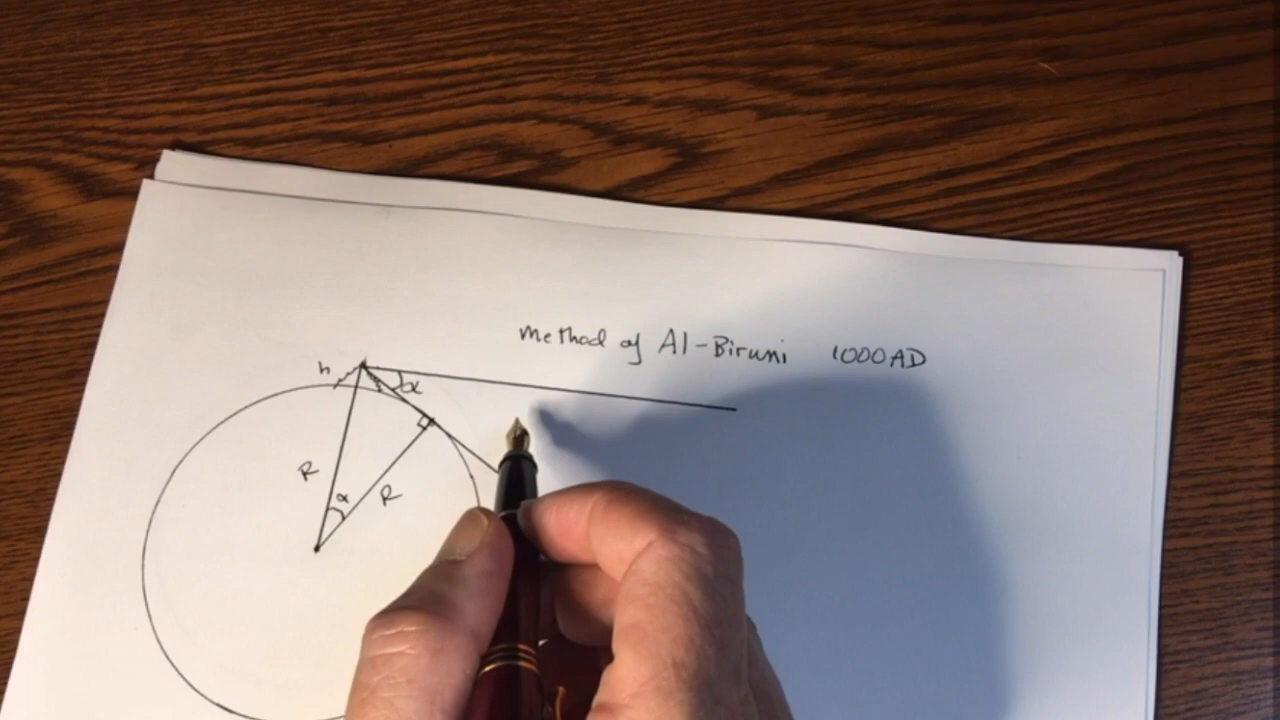 Method of Al-Biruni 1000AD
h
α
R
α
R